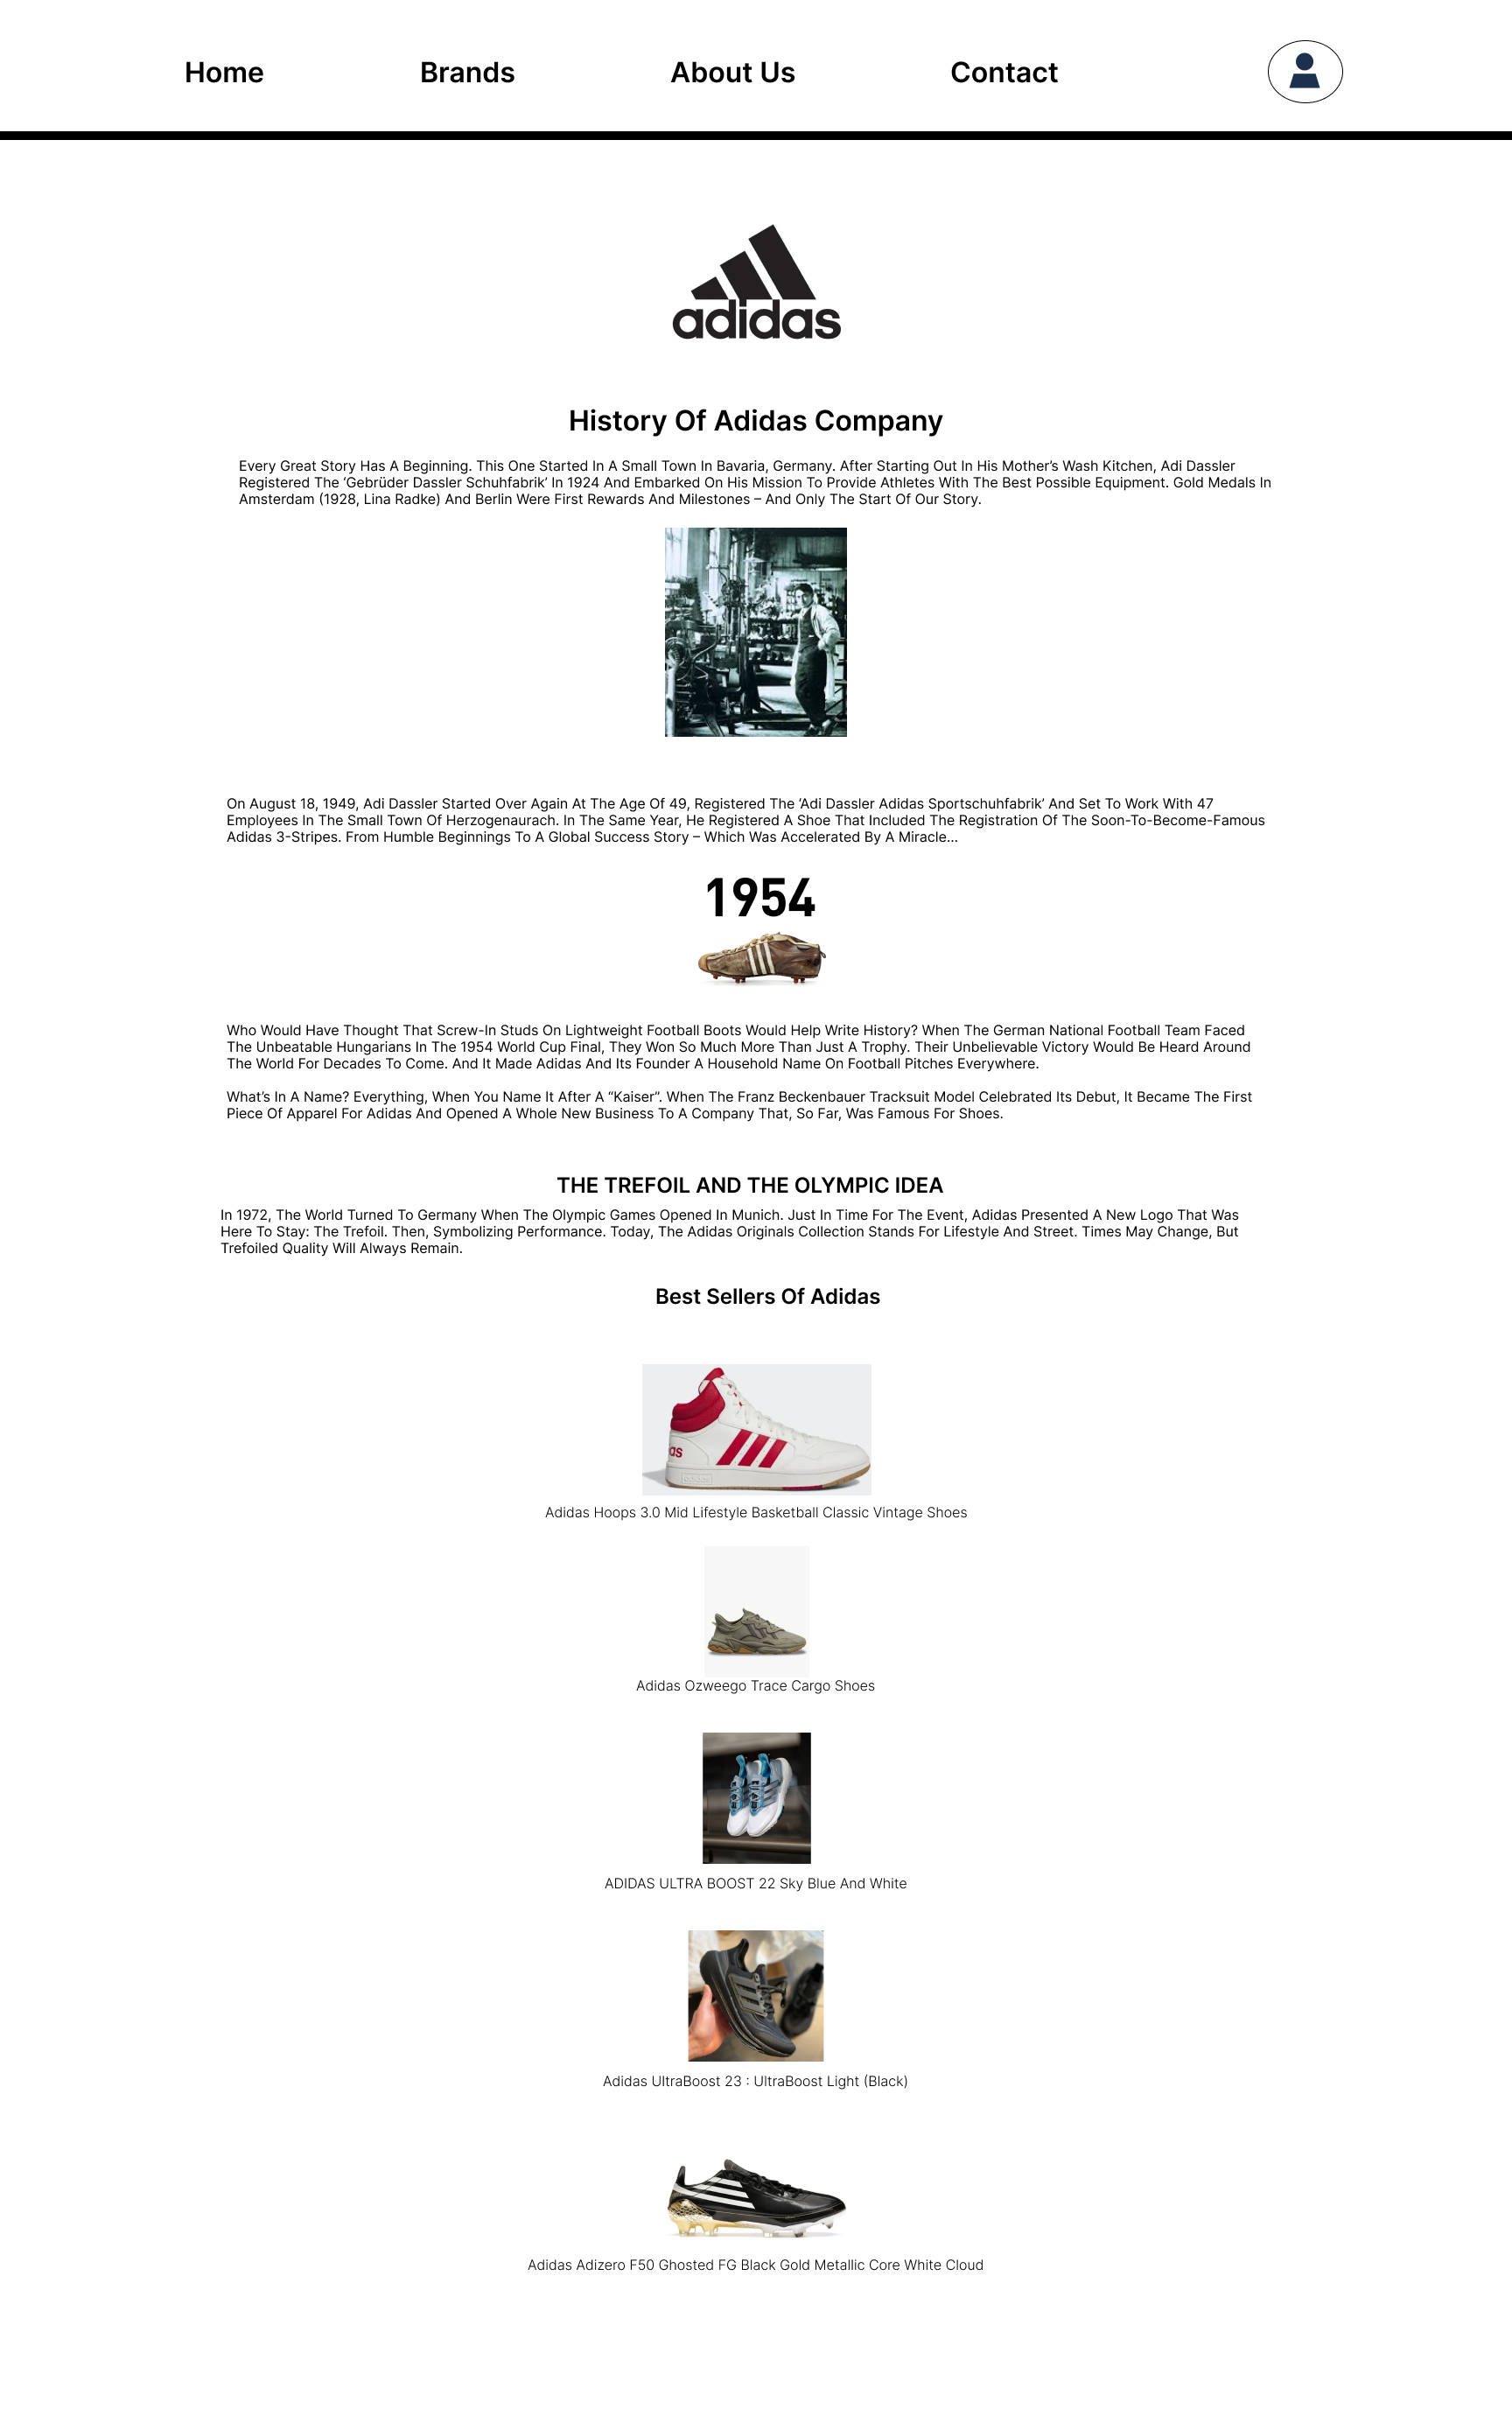 Home Brands About Us Contact
adidas
History Of Adidas Company
Every Great Story Has A Beginning. This One Started In A Small Town In Bavaria, Germany. After Starting Out In His Mother’s Wash Kitchen, Adi Dassler
Registered The ‘Gebrüder Dassler Schuhfabrik’ In 1924 And Embarked On His Mission To Provide Athletes With The Best Possible Equipment. Gold Medals In
Amsterdam (1928, Lina Radke) And Berlin Were First Rewards And Milestones – And Only The Start Of Our Story.
On August 18, 1949, Adi Dassler Started Over Again At The Age Of 49, Registered The ‘Adi Dassler Adidas Sportschuhfabrik’ And Set To Work With 47
Employees In The Small Town Of Herzogenaurach. In The Same Year, He Registered A Shoe That Included The Registration Of The Soon-To-Become-Famous
Adidas 3-Stripes. From Humble Beginnings To A Global Success Story – Which Was Accelerated By A Miracle…
1954
Who Would Have Thought That Screw-In Studs On Lightweight Football Boots Would Help Write History? When The German National Football Team Faced
The Unbeatable Hungarians In The 1954 World Cup Final, They Won So Much More Than Just A Trophy. Their Unbelievable Victory Would Be Heard Around
The World For Decades To Come. And It Made Adidas And Its Founder A Household Name On Football Pitches Everywhere.
What’s In A Name? Everything, When You Name It After A “Kaiser”. When The Franz Beckenbauer Tracksuit Model Celebrated Its Debut, It Became The First
Piece Of Apparel For Adidas And Opened A Whole New Business To A Company That, So Far, Was Famous For Shoes.
THE TREFOIL AND THE OLYMPIC IDEA
In 1972, The World Turned To Germany When The Olympic Games Opened In Munich. Just In Time For The Event, Adidas Presented A New Logo That Was
Here To Stay: The Trefoil. Then, Symbolizing Performance. Today, The Adidas Originals Collection Stands For Lifestyle And Street. Times May Change, But
Trefoiled Quality Will Always Remain.
Best Sellers Of Adidas
as
adidas
Adidas Hoops 3.0 Mid Lifestyle Basketball Classic Vintage Shoes
Adidas Ozweego Trace Cargo Shoes
ADIDAS ULTRA BOOST 22 Sky Blue And White
Adidas UltraBoost 23 : UltraBoost Light (Black)
Adidas Adizero F50 Ghosted FG Black Gold Metallic Core White Cloud